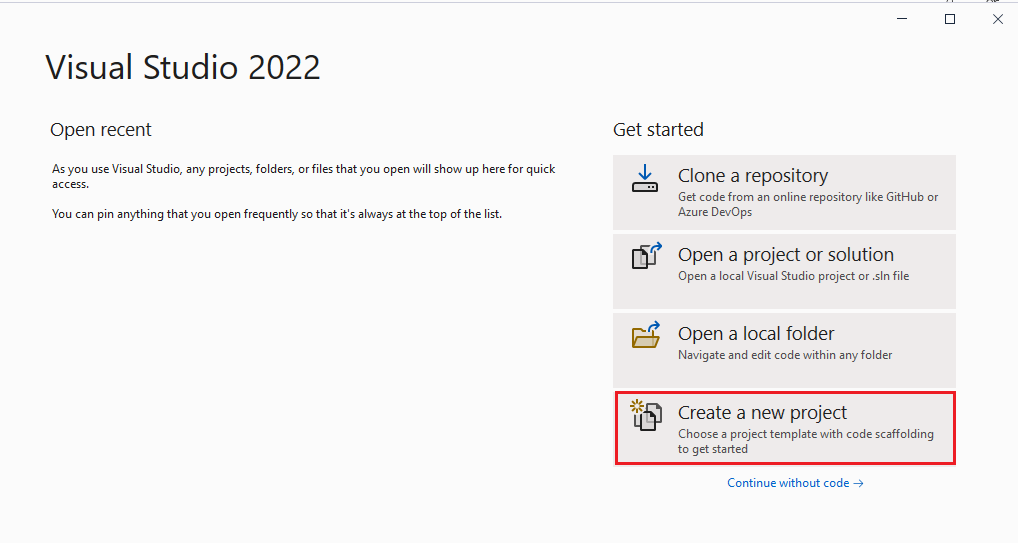 Visual Studio 2022
Open recent
As you use Visual Studio, any projects, folders, or files that you open will show up here for quick
access.
You can pin anything that you open frequently so that it's always at the top of the list.
Get started
Clone a repository
Get code from an online repository like GitHub or
Azure DevOps
Open a project or solution
Open a local Visual Studio project or .sln file
Open a local folder
Navigate and edit code within any folder
Create a new project
Choose a project template with code scaffolding
to get started
Continue without code →